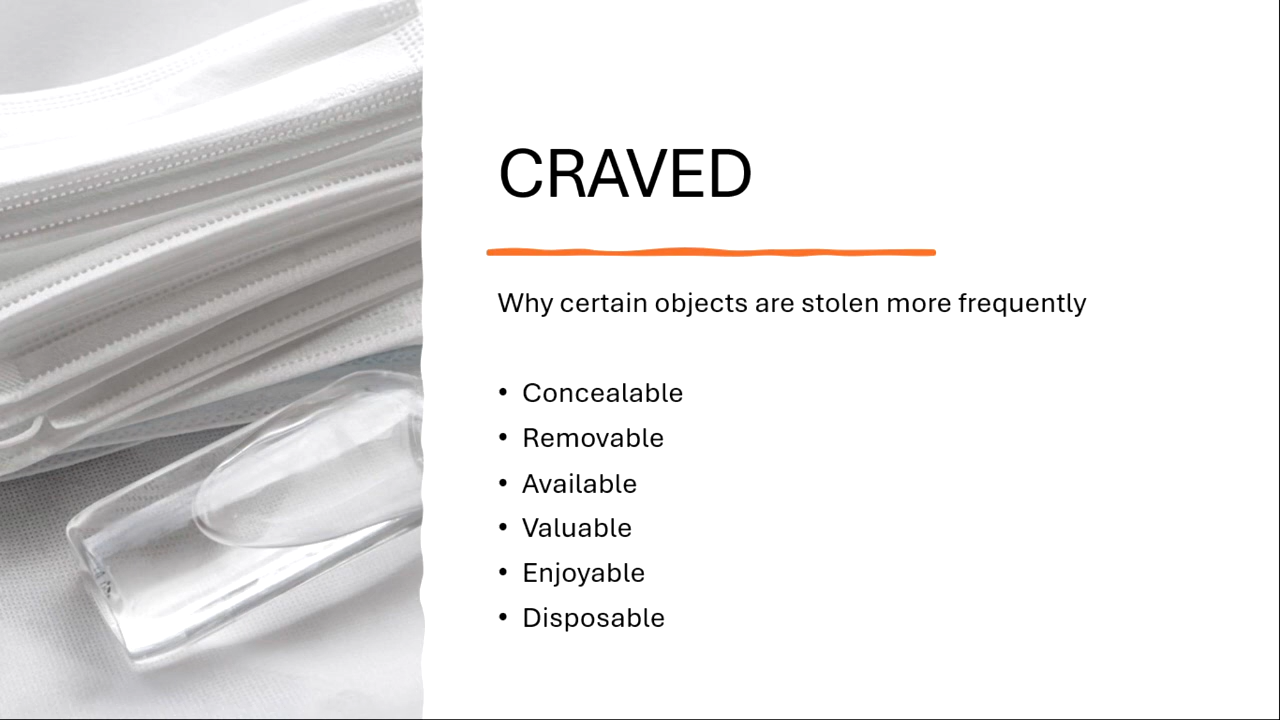 CRAVED
Why certain objects are stolen more frequently
• Concealable
• Removable
• Available
• Valuable
• Enjoyable
• Disposable